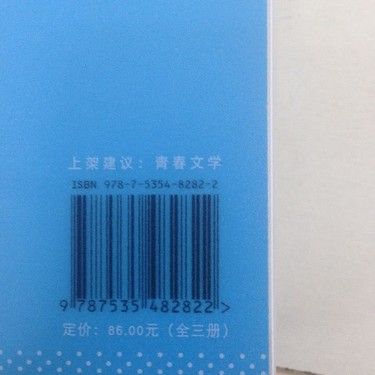 上架建议：青春文学
ISBN 978-7-5354-8282-2
9 787535 482822 >
定价：86.00元（全三册）